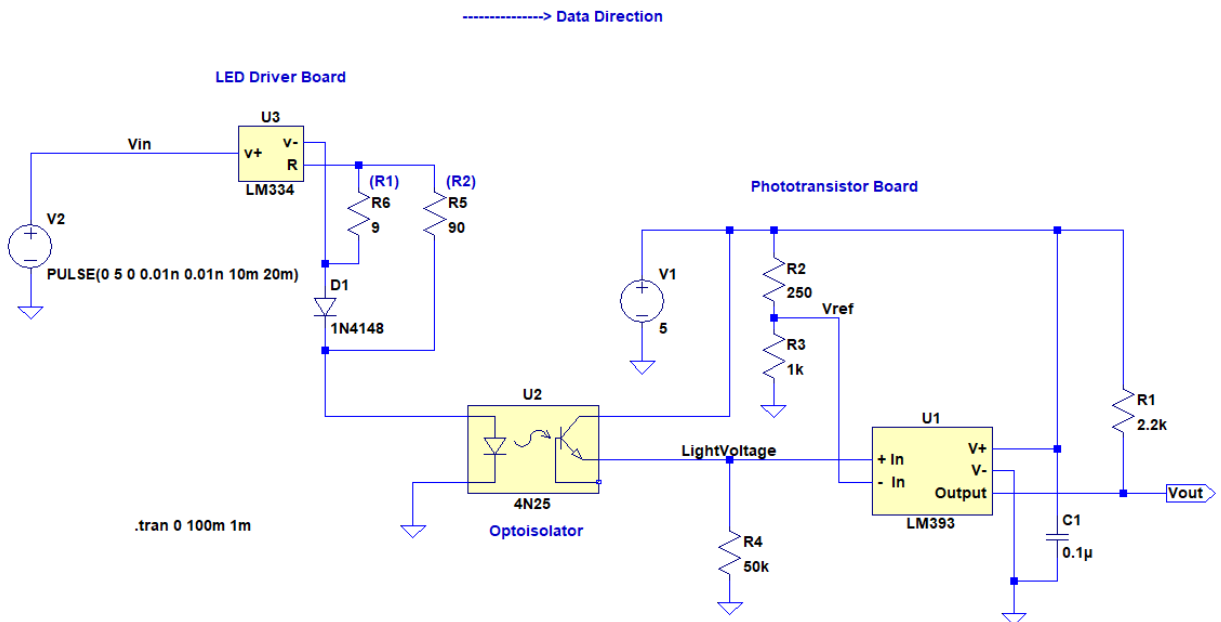 ---------------> Data Direction
LED Driver Board
U3
Vin
v+
v-
R
LM334
(R1)
(R2)
R6
9
R5
90
V2
PULSE(0 5 0 0.01n 0.01n 10m 20m)
D1
1N4148
Phototransistor Board
V1
5
R2
250
Vref
R3
1k
R1
2.2k
U2
4N25
Optoisolator
LightVoltage
U1
+ In
- In
V+
V-
Output
LM393
Vout
C1
0.1µ
R4
50k
.tran 0 100m 1m